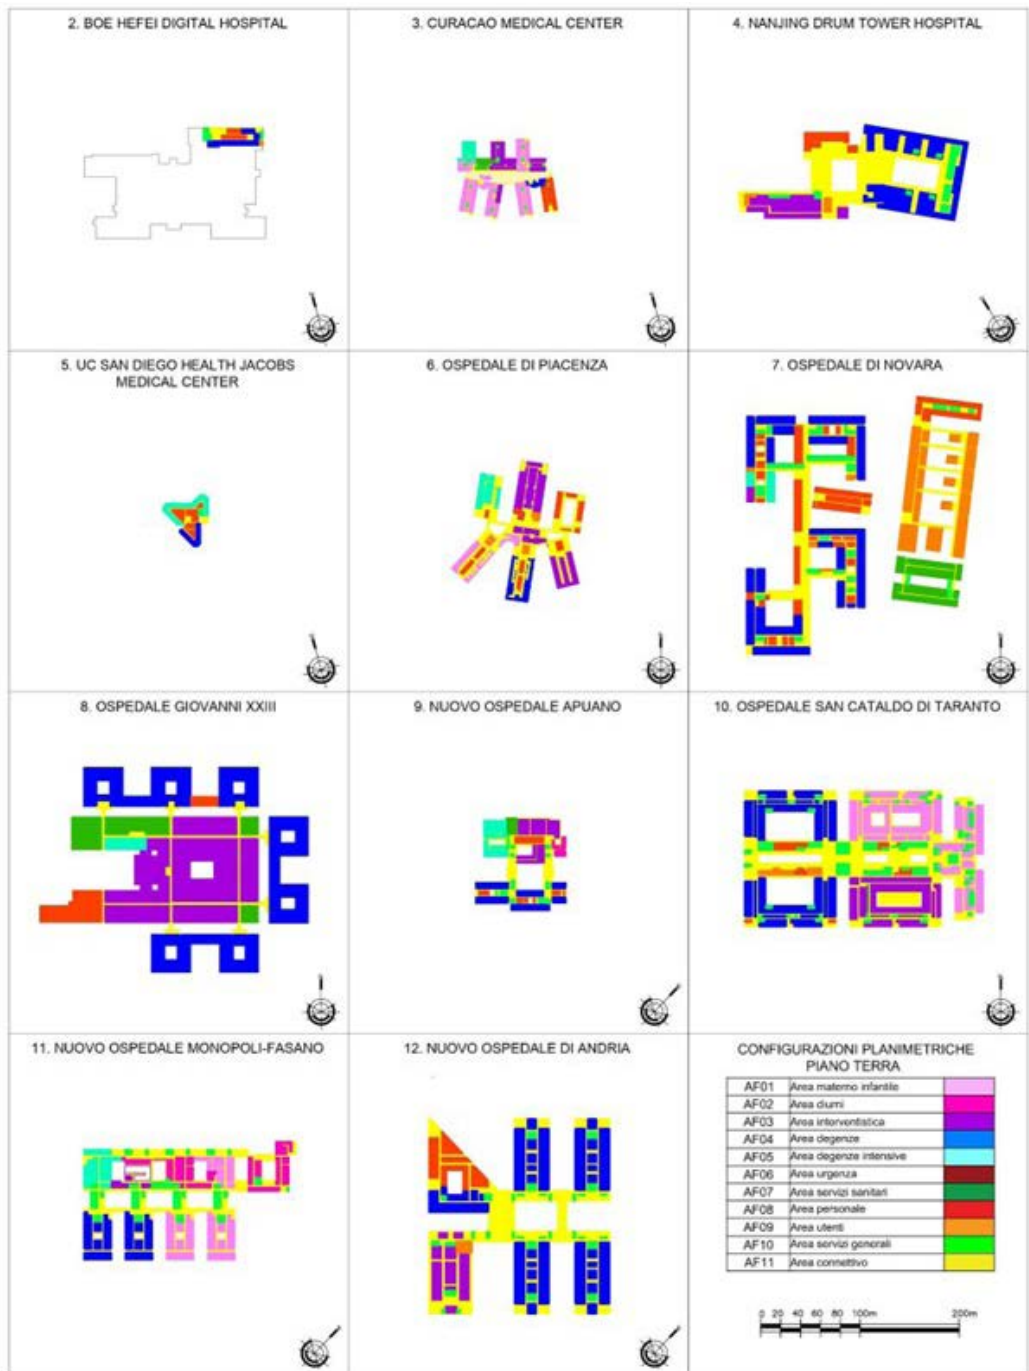 2. BOE HEFEI DIGITAL HOSPITAL
3. CURACAO MEDICAL CENTER
4. NANJING DRUM TOWER HOSPITAL
5. UC SAN DIEGO HEALTH JACOBS
MEDICAL CENTER
6. OSPEDALE DI PIACENZA
7. OSPEDALE DI NOVARA
8. OSPEDALE GIOVANNI XXIII
9. NUOVO OSPEDALE APUANO
10. OSPEDALE SAN CATALDO DI TARANTO
11. NUOVO OSPEDALE MONOPOLI-FASANO
12. NUOVO OSPEDALE DI ANDRIA
CONFIGURAZIONI PLANIMETRICHE
PIANO TERRA
AF01 Area materno infantile
AF02 Area diurni
AF03 Area interventistica
AF04 Area degenze
AF05 Area degenze intensive
AF06 Area urgenza
AF07 Area servizi sanitari
AF08 Area personale
AF09 Area utenti
AF10 Area servizi generali
AF11 Area connettivo
0 20 40 60 80 100m 200m